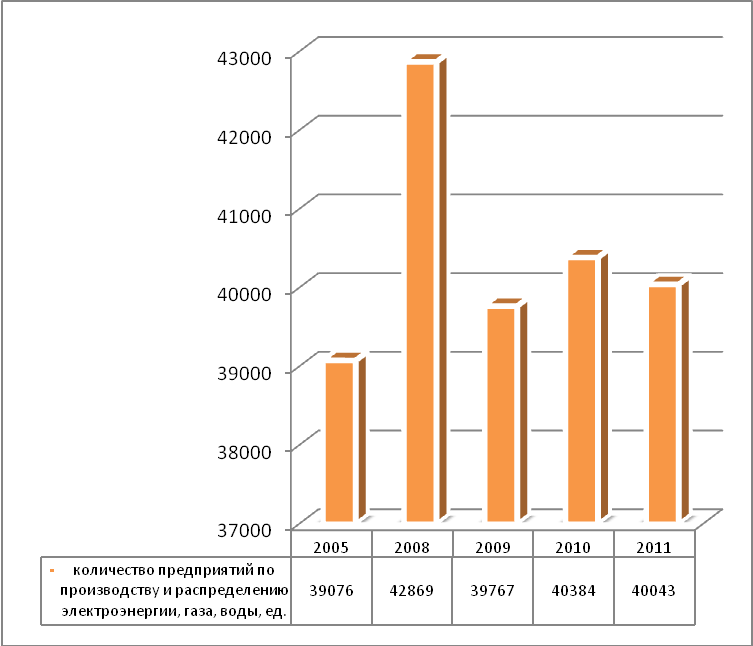 43000
42000
41000
40000
39000
38000
37000
2005 2008 2009 2010 2011
количество предприятий по
производству и распределению
электроэнергии, газа, воды, ед.
39076 42869 39767 40384 40043